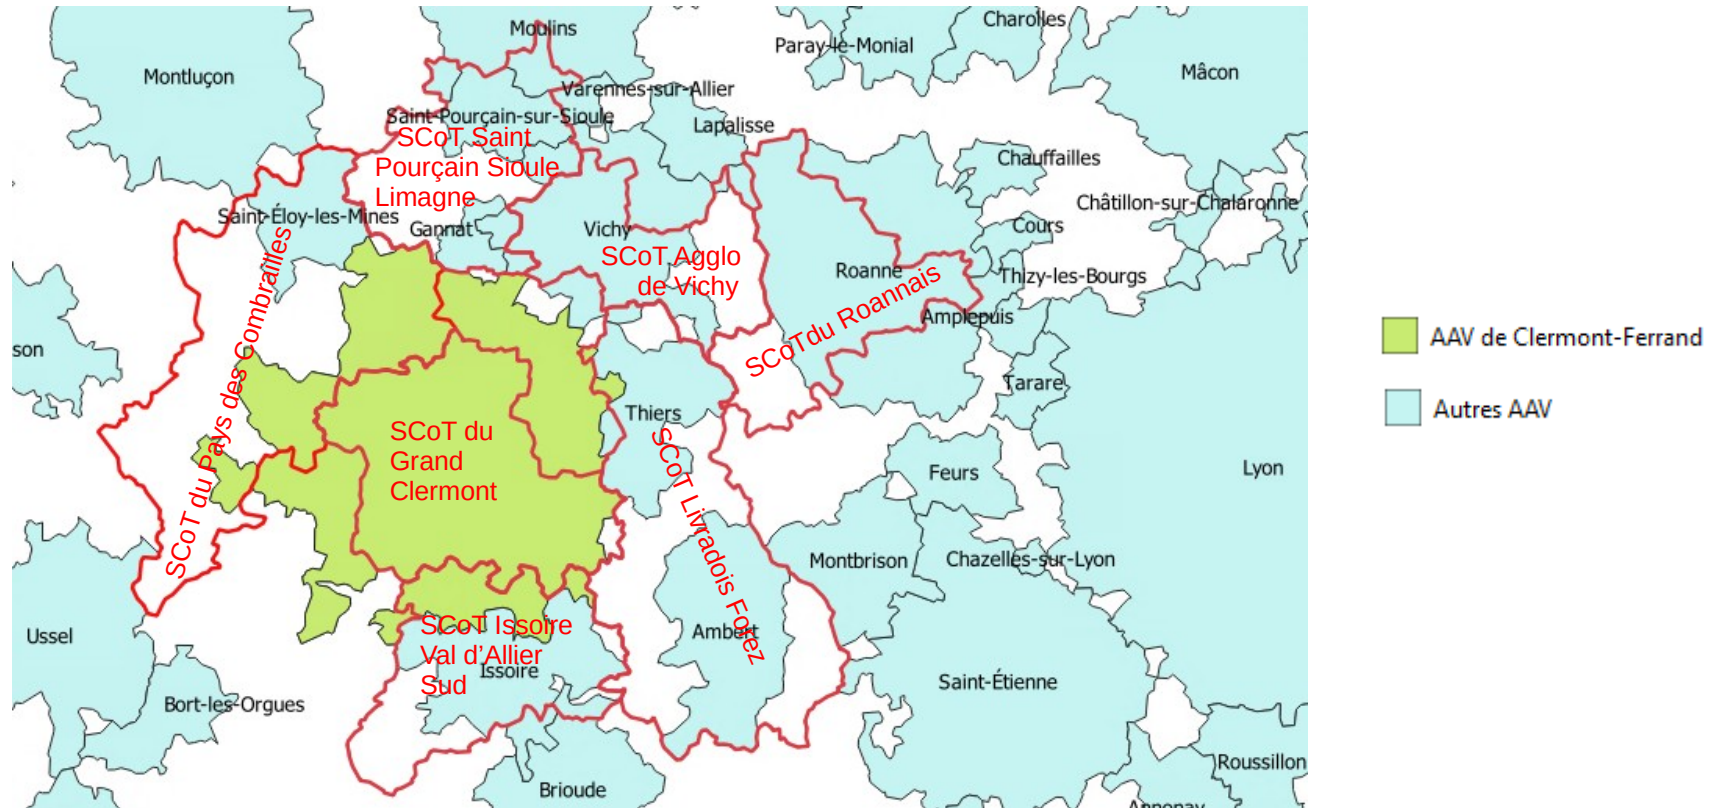 Moulins
Charolles
Paray-le-Monial
Montluçon
Mâcon
Varennes-sur-Allier
Saint-Pourçain-sur-Sioule
Lapalisse
SCoT Saint
Pourçain Sioule
Limagne
Chauffailles
Châtillon-sur-Chalaronne
Saint-Éloy-les-Mines
Gannat
Vichy
Cours
SCoT Agglo
de Vichy
Roanne
Thizy-les-Bourgs
SCoTdu Roannais
Amplepuis
son
SCoT du Pays des Combrailles
Tarare
Thiers
SCoT du
Grand
Clermont
SCoT Livradois Forez
Feurs
Lyon
Montbrison
Chazelles-sur-Lyon
Ussel
SCoT Issoire
Val d'Allier
Sud
Issoire
Ambert
Saint-Étienne
Bort-les-Orgues
Brioude
Roussillon
Annonay
AAV de Clermont-Ferrand
Autres AAV